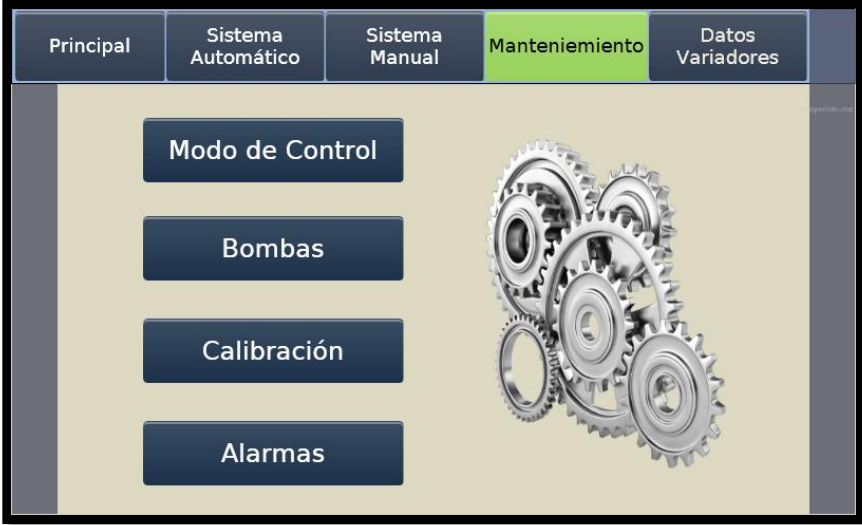 Principal
Sistema
Automático
Sistema
Manual
Manteniemiento
Datos
Variadores
Modo de Control
Bombas
Calibración
Alarmas